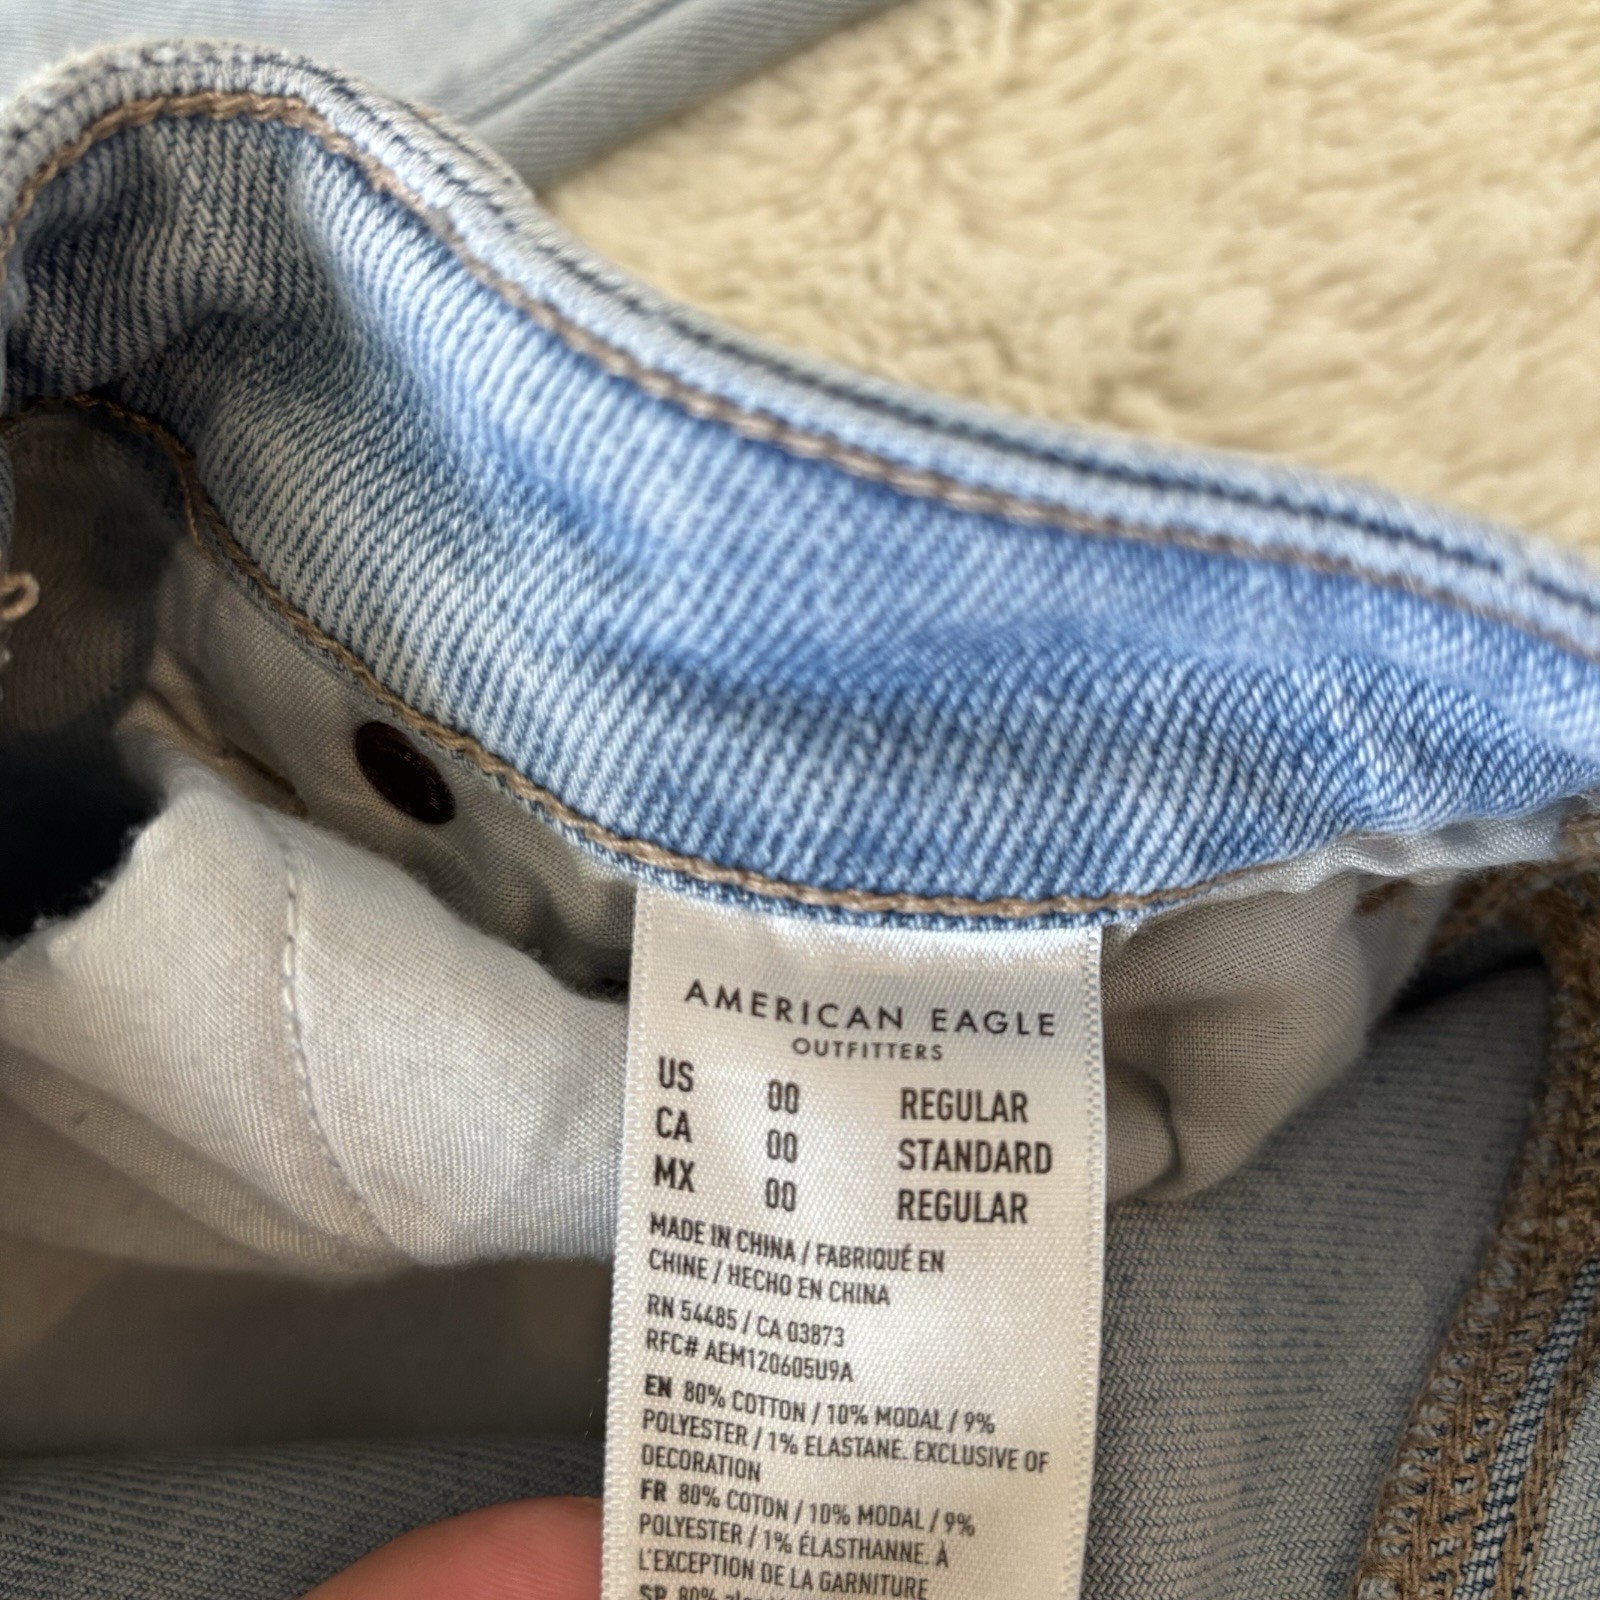 AMERICAN EAGLE
OUTFITTERS
US 00 REGULAR
CA 00 STANDARD
MX 00 REGULAR
MADE IN CHINA / FABRIQUÉ EN
CHINE / HECHO EN CHINA
RN 54485 / CA 03873
RFC# AEM120605U9A
EN 80% COTTON / 10% MODAL / 9%
POLYESTER / 1% ELASTANE. EXCLUSIVE OF
DECORATION
FR 80% COTON / 10% MODAL / 9%
POLYESTER / 1% ÉLASTHANNE. À
L'EXCEPTION DE LA GARNITURE
SP 80%